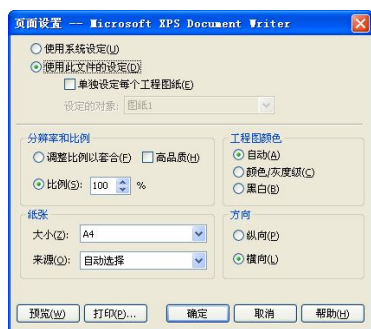 页面设置 -- Microsoft XPS Document Writer
使用系统设定(U)
使用此文件的设定(D)
单独设定每个工程图纸(E)
设定的对象: 图纸1
分辨率和比例
调整比例以套合(F) 高品质(H)
比例(S): 100 %
工程图颜色
自动(A)
颜色/灰度级(C)
黑白(B)
纸张
大小(Z): A4
来源(O): 自动选择
方向
纵向(P)
横向(L)
预览(W) 打印(P)... 确定 取消 帮助(H)